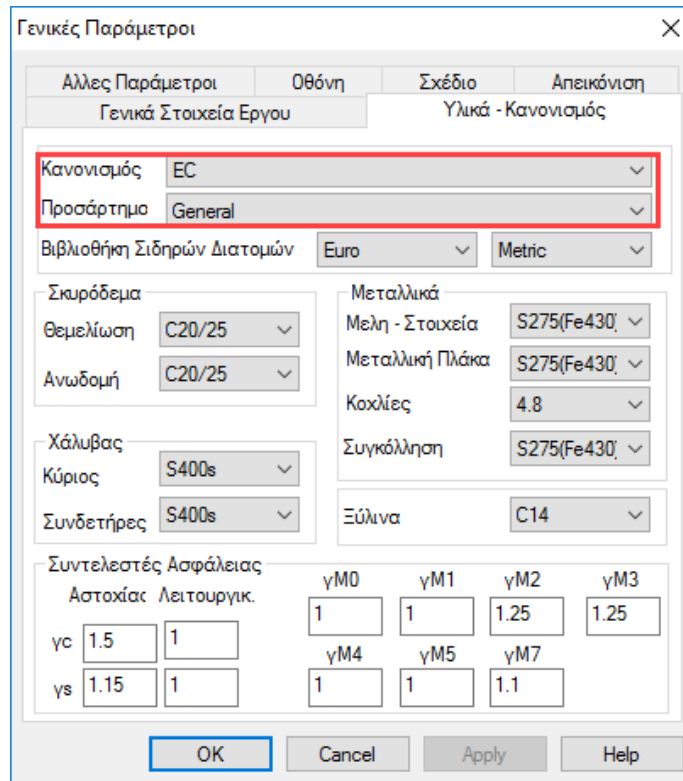 Γενικές Παράμετροι
Αλλες Παράμετροι Οθόνη Σχέδιο Απεικόνιση
Γενικά Στοιχεία Εργου Υλικά - Κανονισμός
Κανονισμός EC
Προσάρτημα General
Βιβλιοθήκη Σιδηρών Διατομών Euro Metric
Σκυρόδεμα
Θεμελίωση C20/25
Ανωδομή C20/25
Μεταλλικά
Μελη - Στοιχεία S275(Fe430)
Μεταλλική Πλάκα S275(Fe430)
Κοχλίες 4.8
Συγκόλληση S275(Fe430)
Χάλυβας
Κύριος S400s
Συνδετήρες S400s
Ξύλινα C14
Συντελεστές Ασφάλειας
Αστοχίας Λειτουργικ.
γc 1.5 1
γs 1.15 1
γM0 γM1 γM2 γM3
1 1 1.25 1.25
γM4 γM5 γM7
1 1 1.1
OK Cancel Apply Help